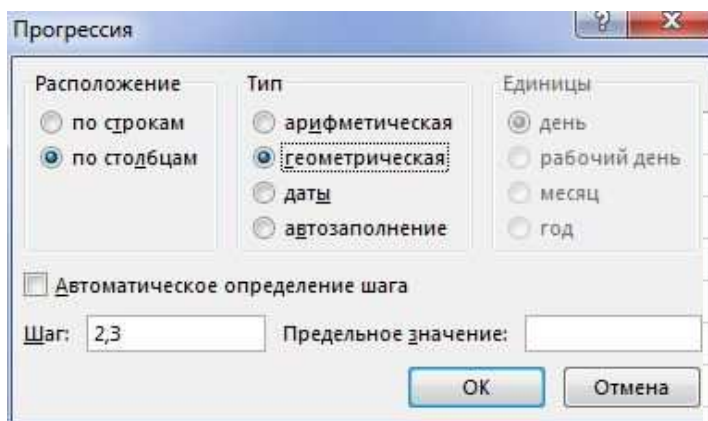 Прогрессия
Расположение
по строкам
по столбцам
Тип
арифметическая
геометрическая
даты
автозаполнение
Единицы
день
рабочий день
месяц
год
Автоматическое определение шага
Шаг: 2,3 Предельное значение:
ОК Отмена